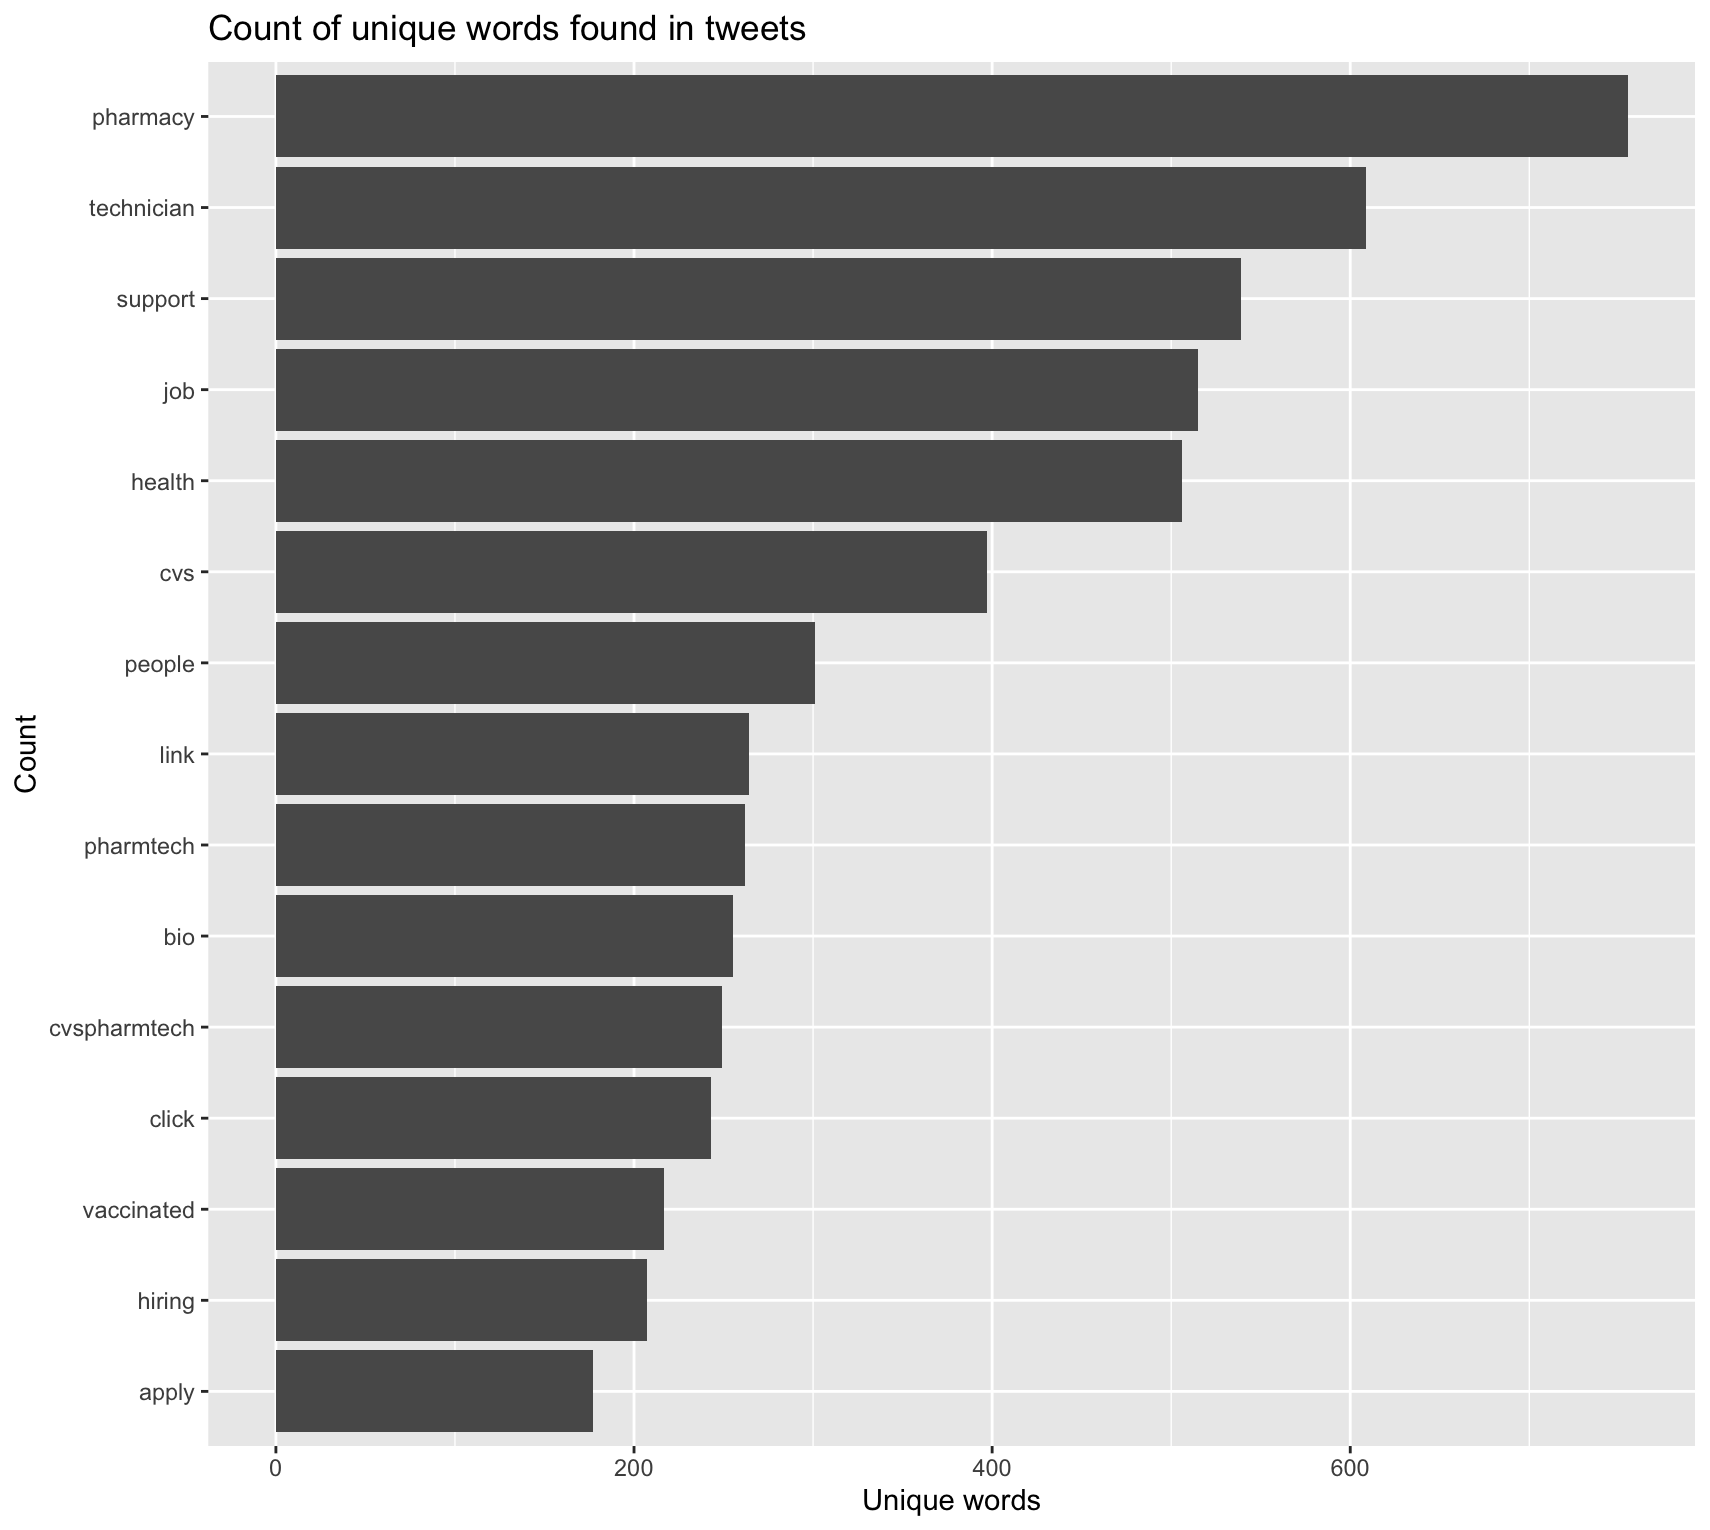 Count of unique words found in tweets
pharmacy
technician
support
job
health
cvs
people
link
pharmtech
bio
cvspharmtech
click
vaccinated
hiring
apply
Count
0 200 400 600
Unique words